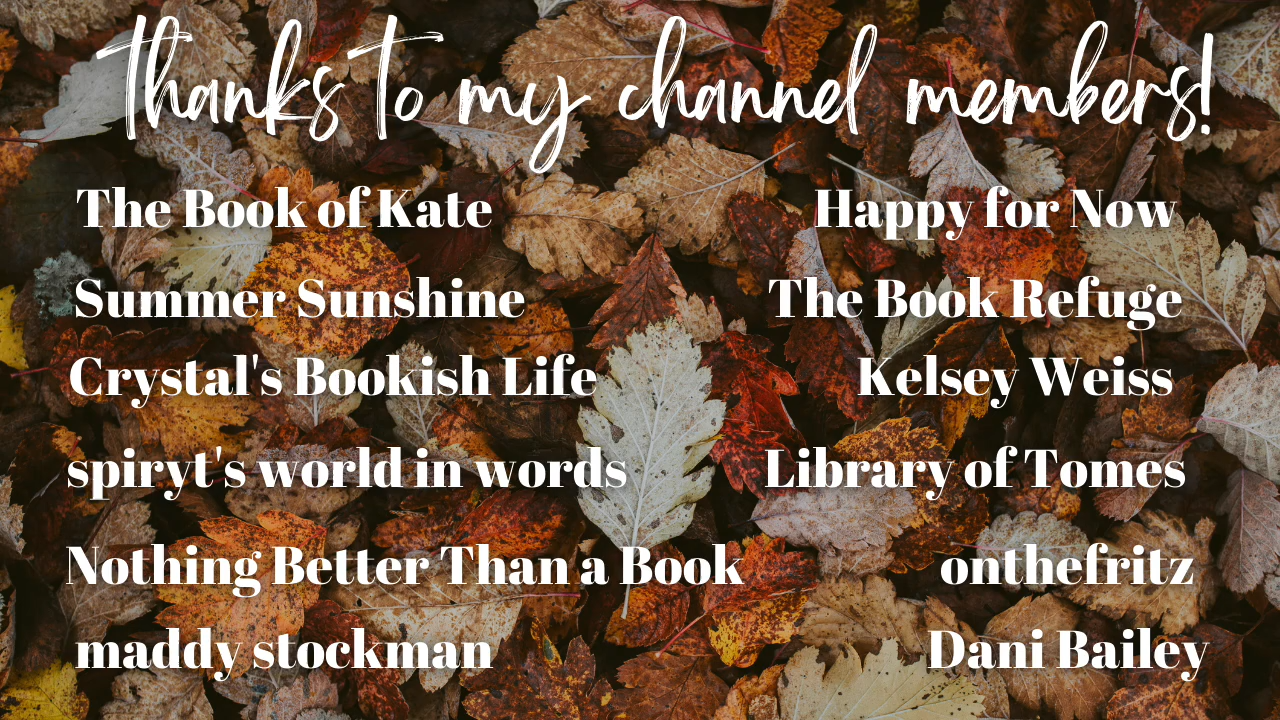 thanks to my channel members!
The Book of Kate
Happy for Now
Summer Sunshine
The Book Refuge
Crystal's Bookish Life
Kelsey Weiss
spiryt's world in words
Library of Tomes
Nothing Better Than a Book
onthefritz
maddy stockman
Dani Bailey